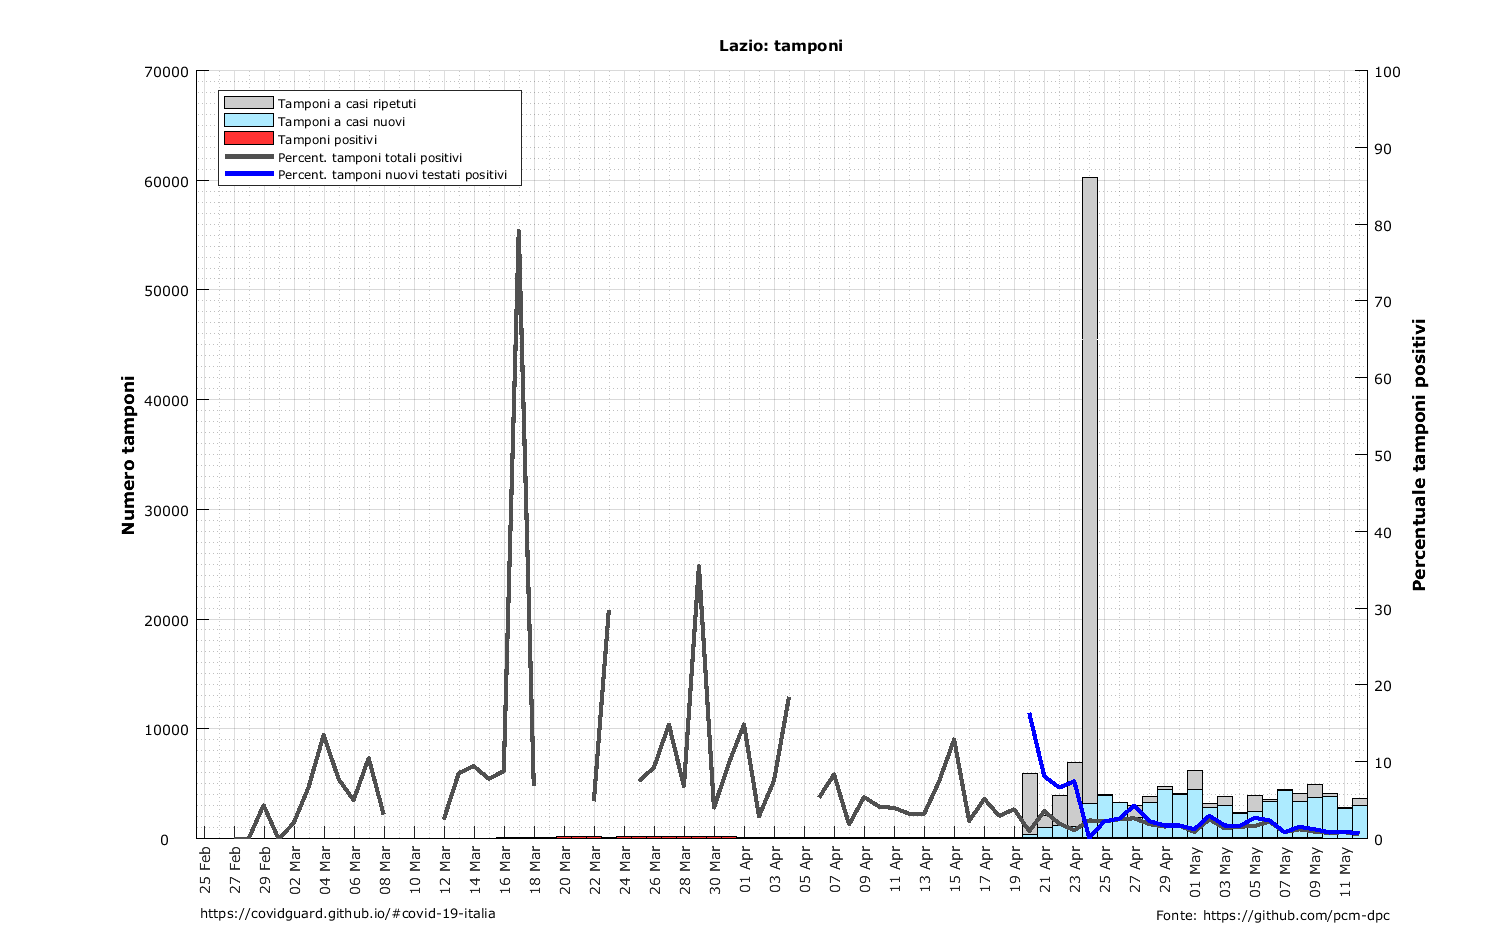 Lazio: tamponi
Tamponi a casi ripetuti
Tamponi a casi nuovi
Tamponi positivi
Percent. tamponi totali positivi
Percent. tamponi nuovi testati positivi
Numero tamponi
70000
60000
50000
40000
30000
20000
10000
0
Percentuale tamponi positivi
100
90
80
70
60
50
40
30
20
10
0
25 Feb
27 Feb
29 Feb
02 Mar
04 Mar
06 Mar
08 Mar
10 Mar
12 Mar
14 Mar
16 Mar
18 Mar
20 Mar
22 Mar
24 Mar
26 Mar
28 Mar
30 Mar
01 Apr
03 Apr
05 Apr
07 Apr
09 Apr
11 Apr
13 Apr
15 Apr
17 Apr
19 Apr
21 Apr
23 Apr
25 Apr
27 Apr
29 Apr
01 May
03 May
05 May
07 May
09 May
11 May
https://covidguard.github.io/#covid-19-italia
Fonte: https://github.com/pcm-dpc